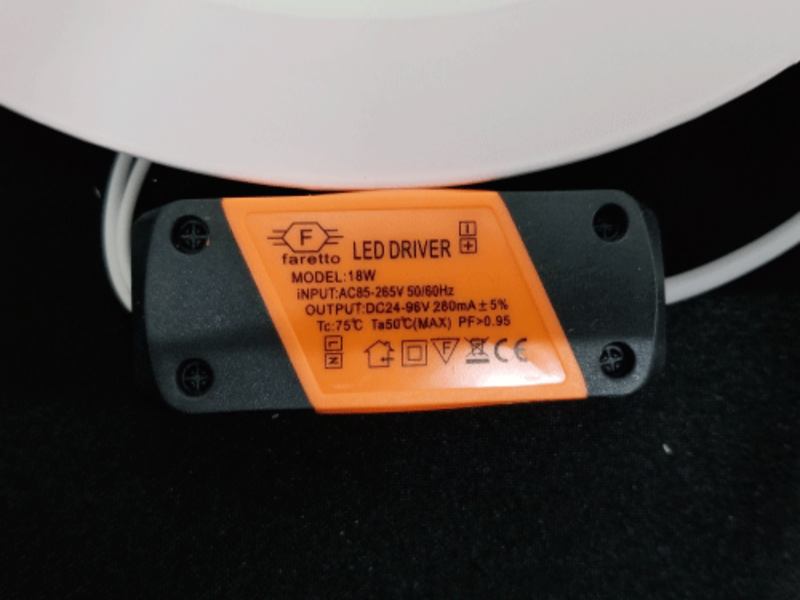 F
faretto
LED DRIVER
- +
MODEL:18W
iNPUT:AC85-265V 50/60Hz
OUTPUT:DC24-96V 280mA±5%
Tc:75℃ Ta50℃(MAX) PF>0.95
L
N
F
CE